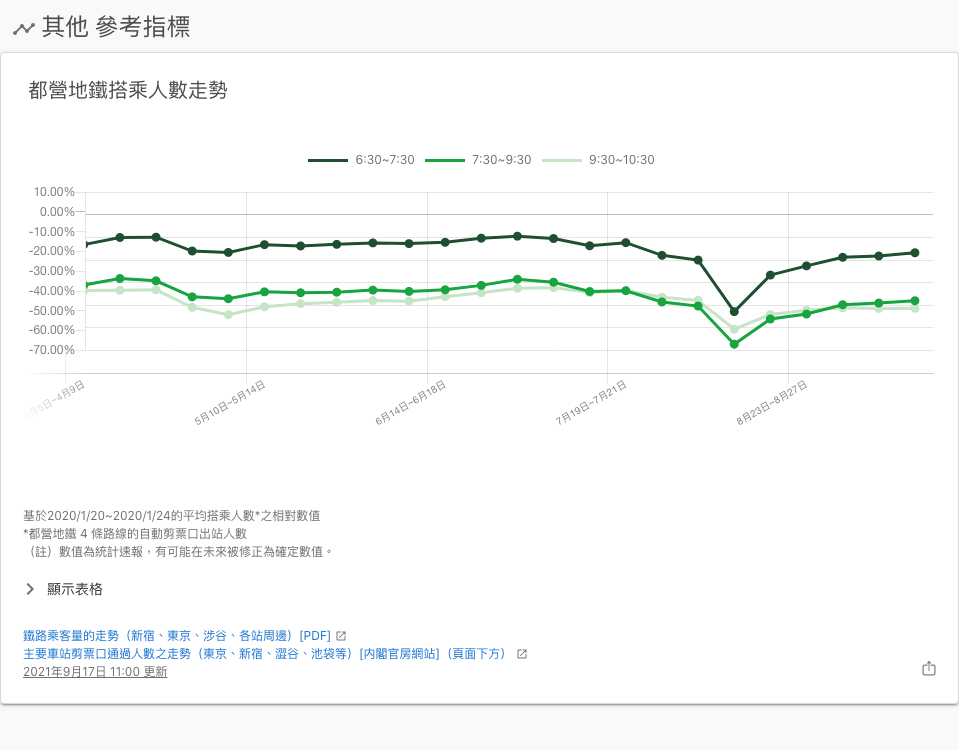 其他 參考指標
都營地鐵搭乘人數走勢
6:30~7:30 7:30~9:30 9:30~10:30
10.00%
0.00%
-10.00%
-20.00%
-30.00%
-40.00%
-50.00%
-60.00%
-70.00%
月5日~4月9日 5月10日~5月14日 6月14日~6月18日 7月19日~7月21日 8月23日~8月27日
基於2020/1/20~2020/1/24的平均搭乘人數*之相對數值
*都營地鐵 4 條路線的自動剪票口出站人數
（註）數值為統計速報，有可能在未來被修正為確定數值。
顯示表格
鐵路乘客量的走勢（新宿、東京、涉谷、各站周邊）[PDF]
主要車站剪票口通過人數之走勢（東京、新宿、澀谷、池袋等）[内閣官房網站]（頁面下方）
2021年9月17日 11:00 更新